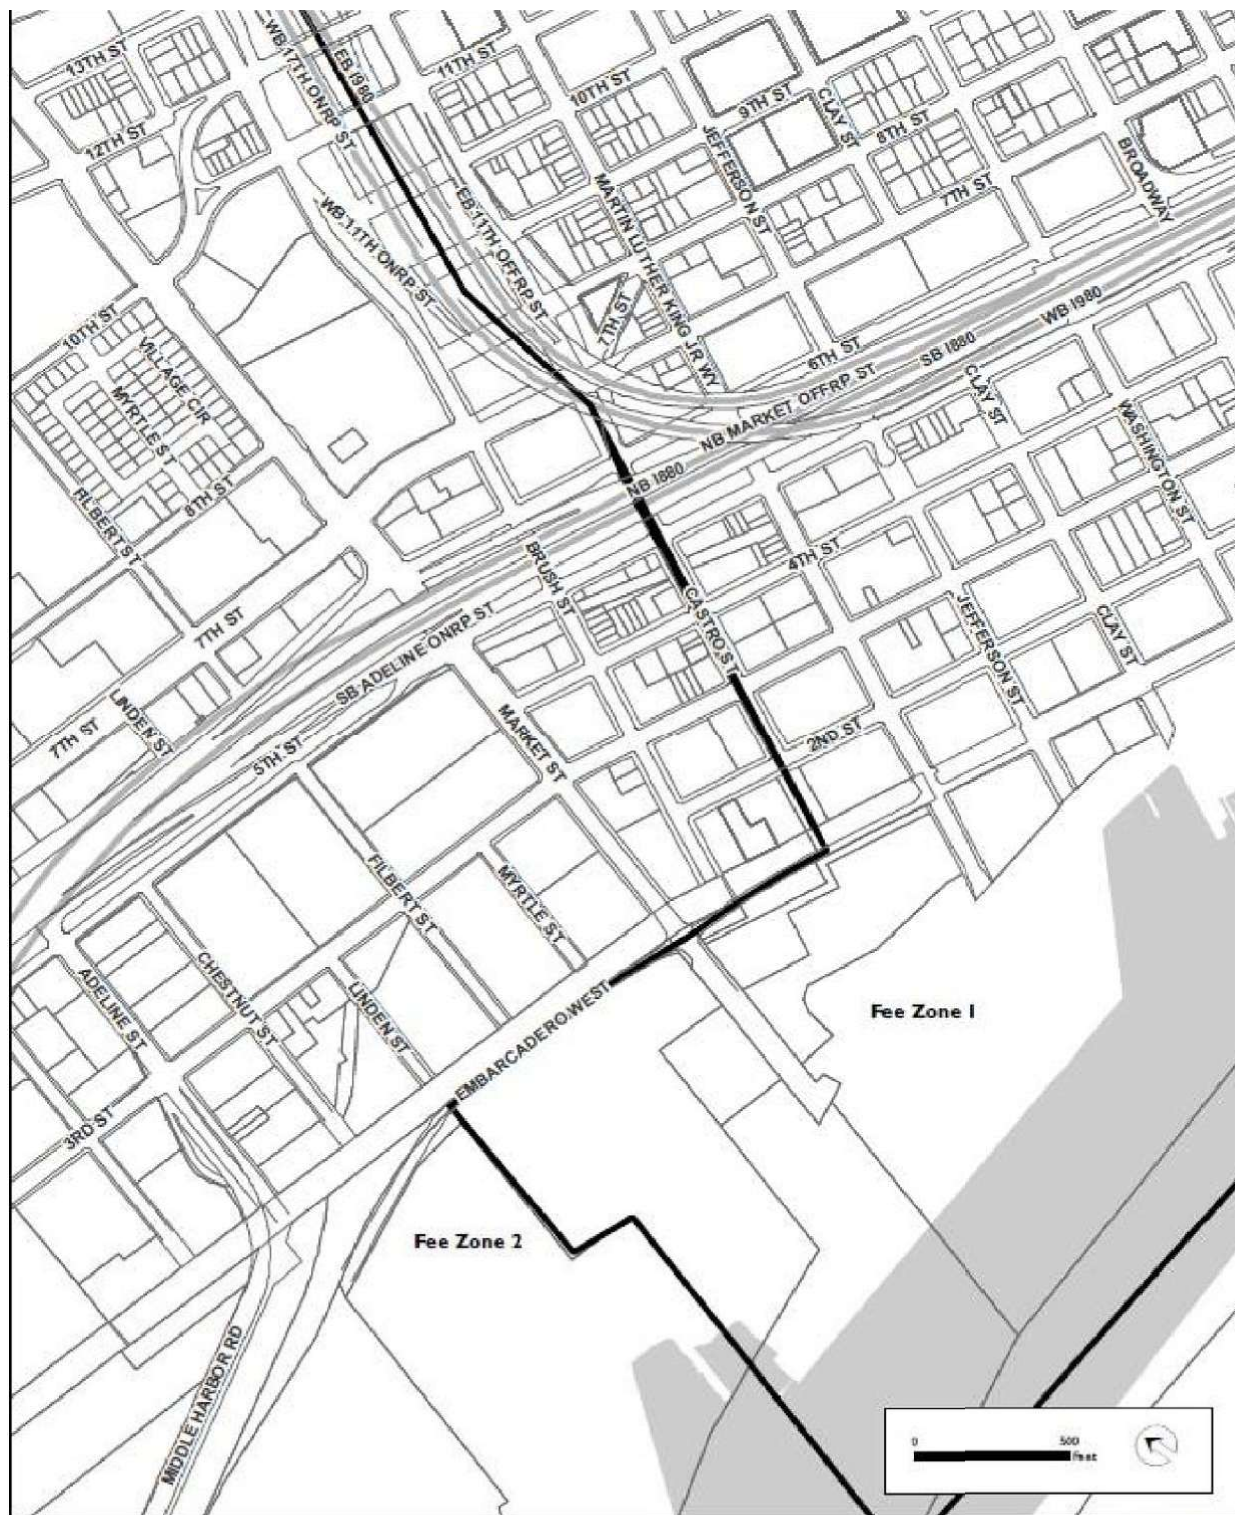 13TH ST
WB 17TH ONRP ST
EB I980
11TH ST
10TH ST
9TH ST
CLAY ST
8TH ST
12TH ST
JEFFERSON ST
BROADWAY
7TH ST
MARTIN LUTHER KING JR WY
WB 11TH ONRP ST
EB 11TH OFFRP ST
7TH ST
WB I980
10TH ST
VILLAGE CIR
6TH ST
SB I880
MYRTLE ST
NB MARKET OFFRP ST
CLAY ST
WASHINGTON ST
NB I880
FILBERT ST
8TH ST
BRUSH ST
4TH ST
CASTRO ST
7TH ST
JEFFERSON ST
CLAY ST
SB ADELINE ONRP ST
LINDEN ST
7TH ST
MARKET ST
2ND ST
5TH ST
FILBERT ST
MYRTLE ST
CHESTNUT ST
ADELINE ST
LINDEN ST
EMBARCADERO WEST
Fee Zone 1
3RD ST
Fee Zone 2
MIDDLE HARBOR RD
0 500
Feet